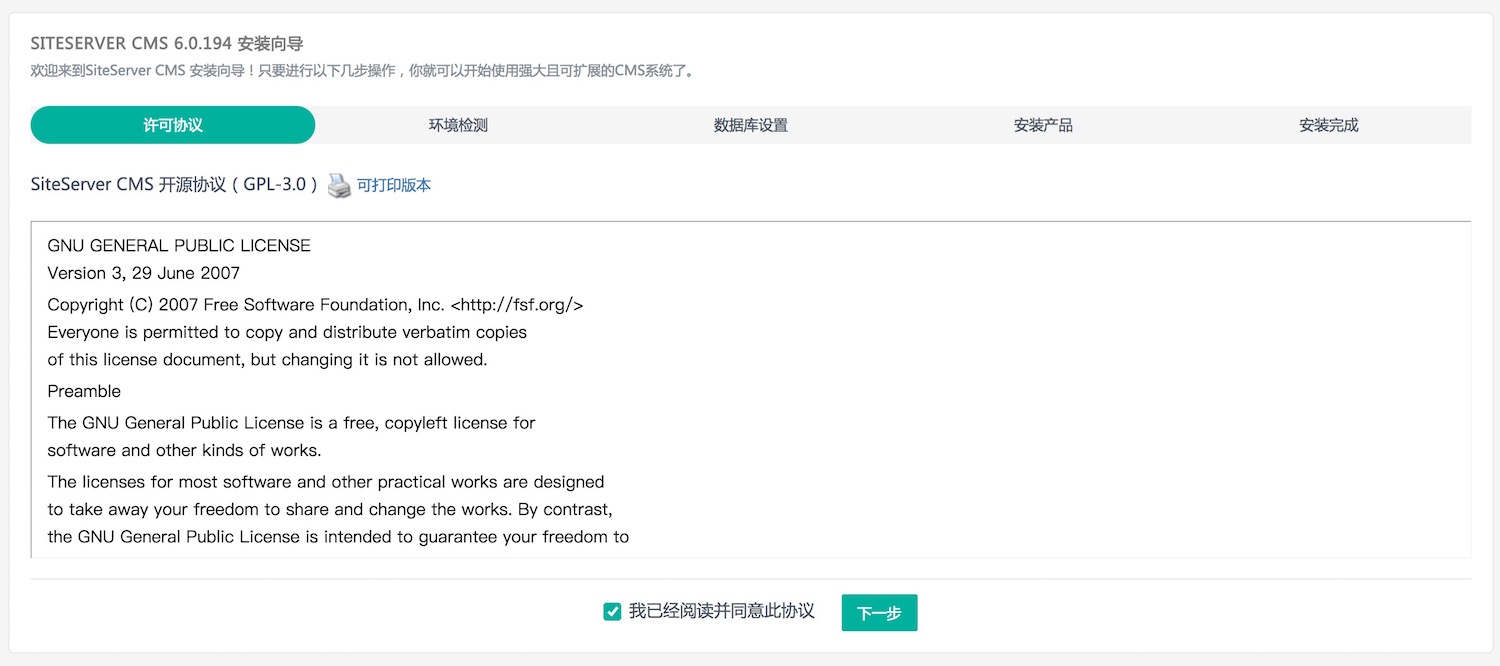 SITESERVER CMS 6.0.194 安装向导
欢迎来到SiteServer CMS 安装向导！只要进行以下几步操作，你就可以开始使用强大且可扩展的CMS系统了。
许可协议 环境检测 数据库设置 安装产品 安装完成
SiteServer CMS 开源协议（GPL-3.0） 可打印版本
GNU GENERAL PUBLIC LICENSE
Version 3, 29 June 2007
Copyright (C) 2007 Free Software Foundation, Inc. <http://fsf.org/>
Everyone is permitted to copy and distribute verbatim copies
of this license document, but changing it is not allowed.
Preamble
The GNU General Public License is a free, copyleft license for
software and other kinds of works.
The licenses for most software and other practical works are designed
to take away your freedom to share and change the works. By contrast,
the GNU General Public License is intended to guarantee your freedom to
我已经阅读并同意此协议 下一步